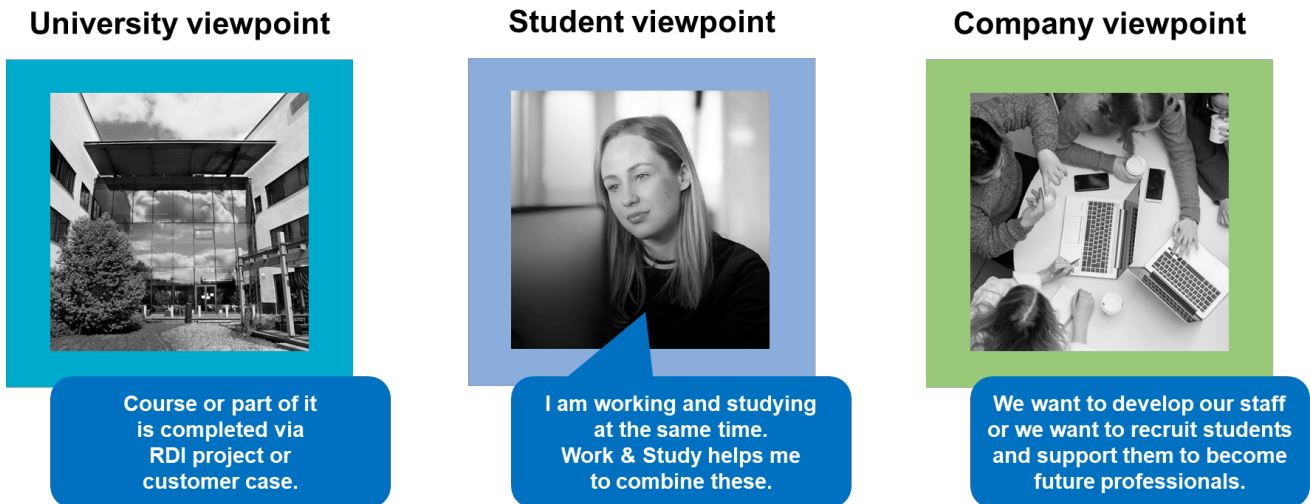 University viewpoint
Student viewpoint
Company viewpoint
Course or part of it
is completed via
RDI project or
customer case.
I am working and studying
at the same time.
Work & Study helps me
to combine these.
We want to develop our staff
or we want to recruit students
and support them to become
future professionals.